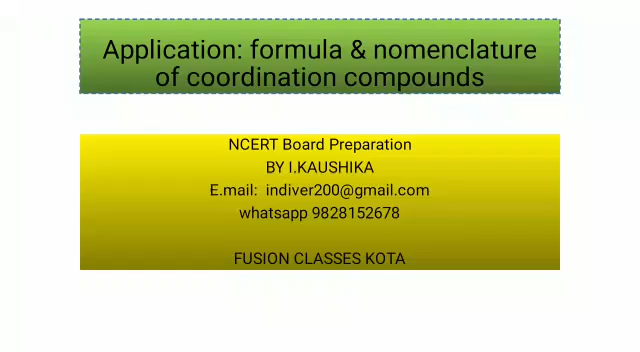 Application: formula & nomenclature
of coordination compounds
NCERT Board Preparation
BY I.KAUSHIKA
E.mail: indiver200@gmail.com
whatsapp 9828152678
FUSION CLASSES KOTA